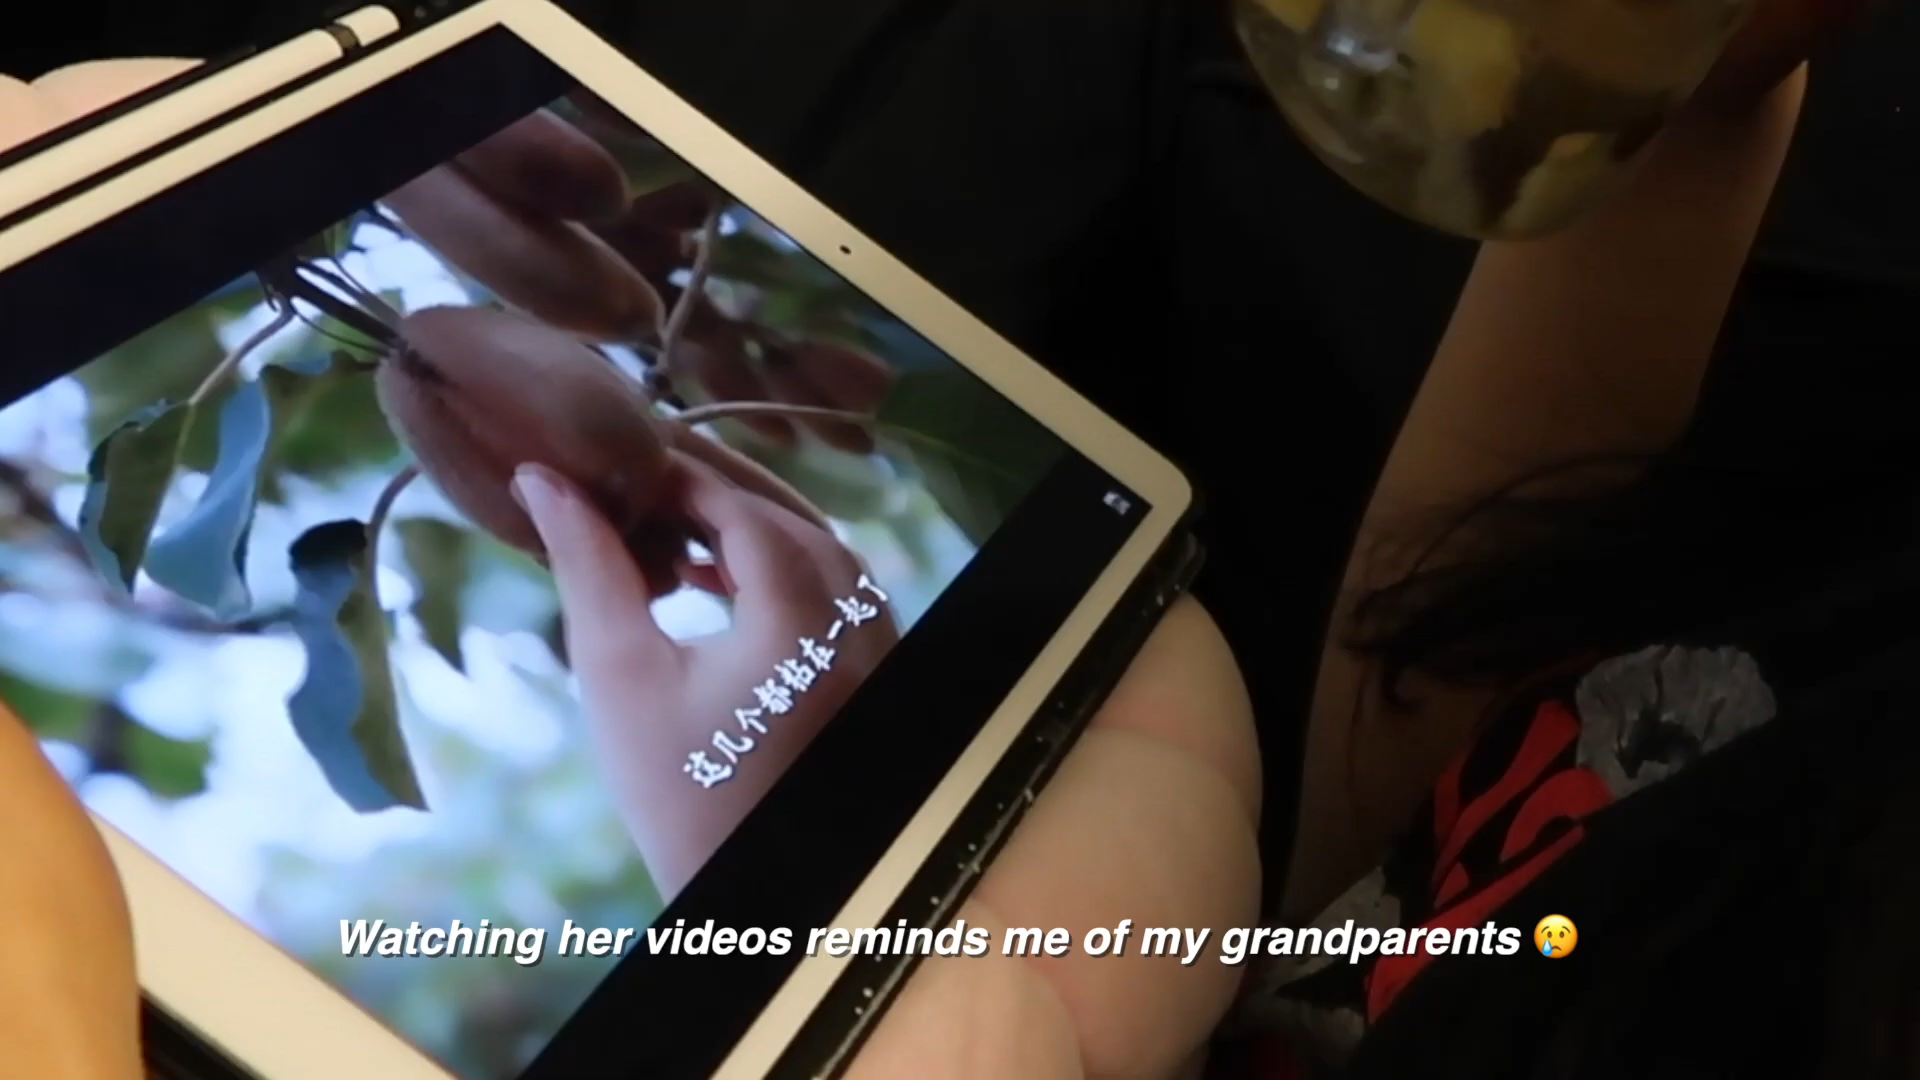 这几个都粘在一起了
Watching her videos reminds me of my grandparents 😢